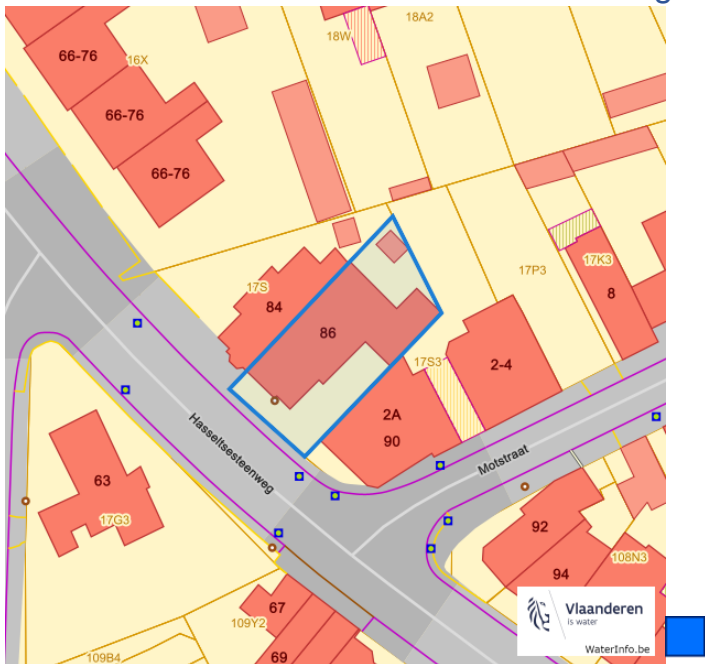 18A2
18W
66-76
16X
66-76
66-76
17S
84
86
17P3
17K3
8
17S3
2-4
2A
90
Hasseltsesteenweg
Motstraat
63
17G3
92
94
108N3
67
109Y2
69
109B4
Vlaanderen
is water
WaterInfo.be